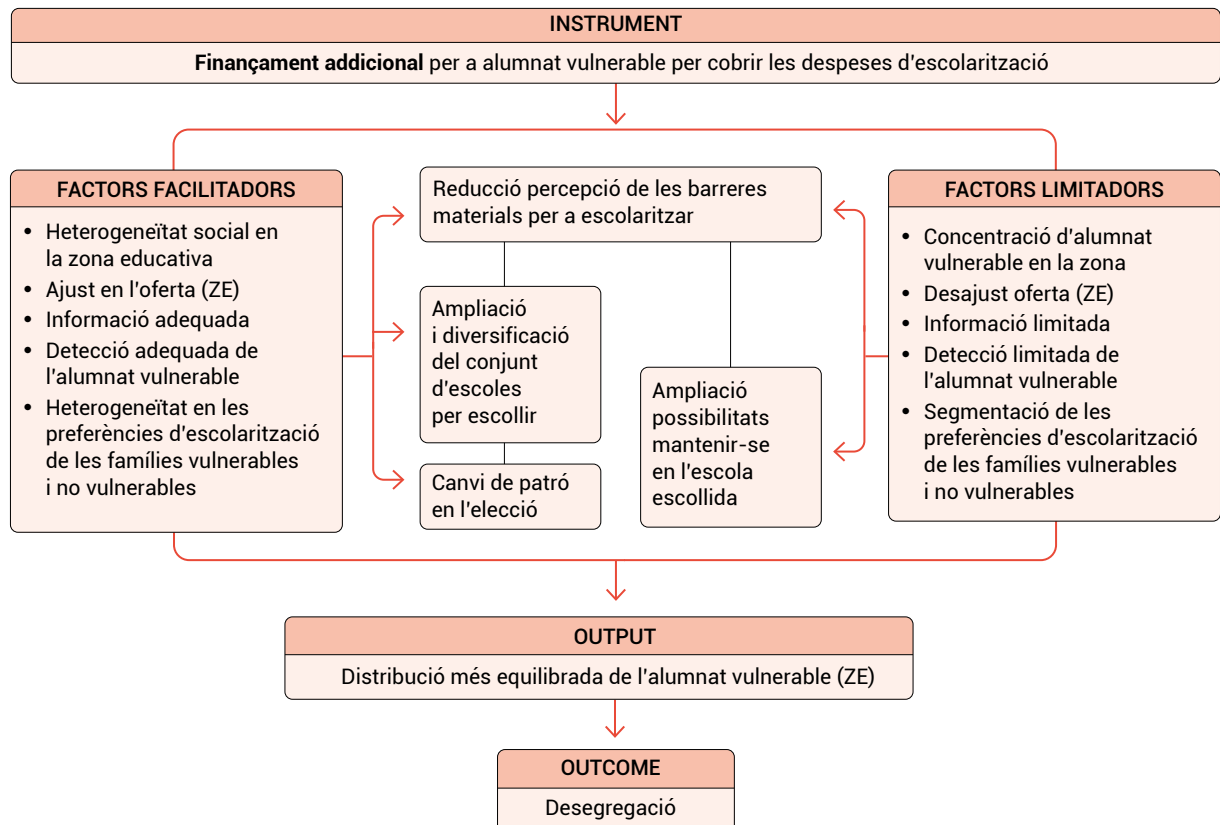 INSTRUMENT
Finançament addicional per a alumnat vulnerable per cobrir les despeses d'escolarització
FACTORS FACILITADORS
• Heterogeneïtat social en
la zona educativa
• Ajust en l'oferta (ZE)
• Informació adequada
• Detecció adequada de
l'alumnat vulnerable
• Heterogeneïtat en les
preferències d'escolarització
de les famílies vulnerables
i no vulnerables
Reducció percepció de les barreres
materials per a escolaritzar
Ampliació
i diversificació
del conjunt
d'escoles
per escollir
Canvi de patró
en l'elecció
Ampliació
possibilitats
mantenir-se
en l'escola
escollida
FACTORS LIMITADORS
• Concentració d'alumnat
vulnerable en la zona
• Desajust oferta (ZE)
• Informació limitada
• Detecció limitada de
l'alumnat vulnerable
• Segmentació de les
preferències d'escolarització
de les famílies vulnerables
i no vulnerables
OUTPUT
Distribució més equilibrada de l'alumnat vulnerable (ZE)
OUTCOME
Desegregació